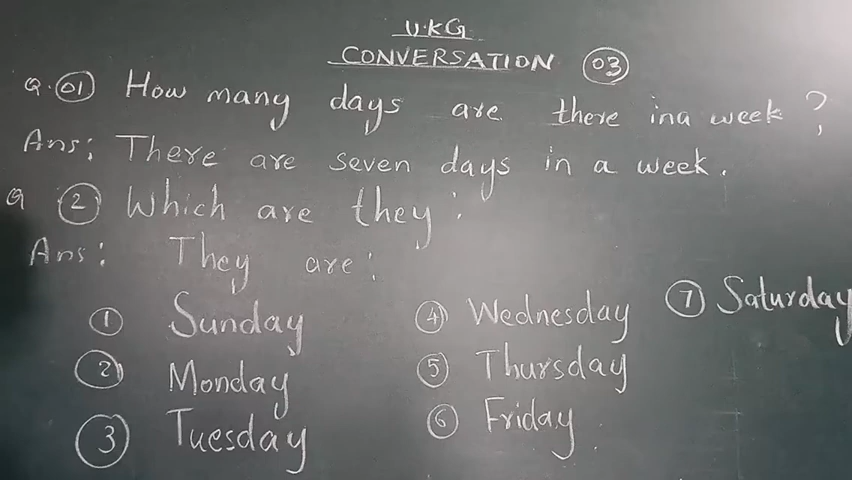 U.KG
CONVERSATION 03
Q. 01 How many days are there in a week ?
Ans: There are seven days in a week.
Q 2 Which are they :
Ans: They are:
1 Sunday
2 Monday
3 Tuesday
4 Wednesday
5 Thursday
6 Friday
7 Saturday